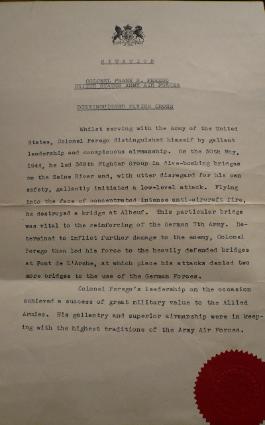 CITATION
COLONEL FRANK S. PEREGO
UNITED STATES ARMY AIR FORCES
DISTINGUISHED FLYING CROSS
Whilst serving with the Army of the United
States, Colonel Perego distinguished himself by gallant
leadership and conspicuous airmanship. On the 30th May,
1944, he led 368th Fighter Group in dive-bombing bridges
on the Seine River and, with utter disregard for his own
safety, gallantly initiated a low-level attack. Flying
into the face of concentrated intense anti-aircraft fire,
he destroyed a bridge at Albeuf. This particular bridge
was vital to the reinforcing of the German 7th Army. De-
termined to inflict further damage to the enemy, Colonel
Perego then led his force to the heavily defended bridges
at Pont de L'Arche, at which place his attacks denied two
more bridges to the use of the German Forces.
Colonel Perego's leadership on the occasion
achieved a success of great military value to the Allied
Armies. His gallantry and superior airmanship were in keep-
ing with the highest traditions of the Army Air Forces.